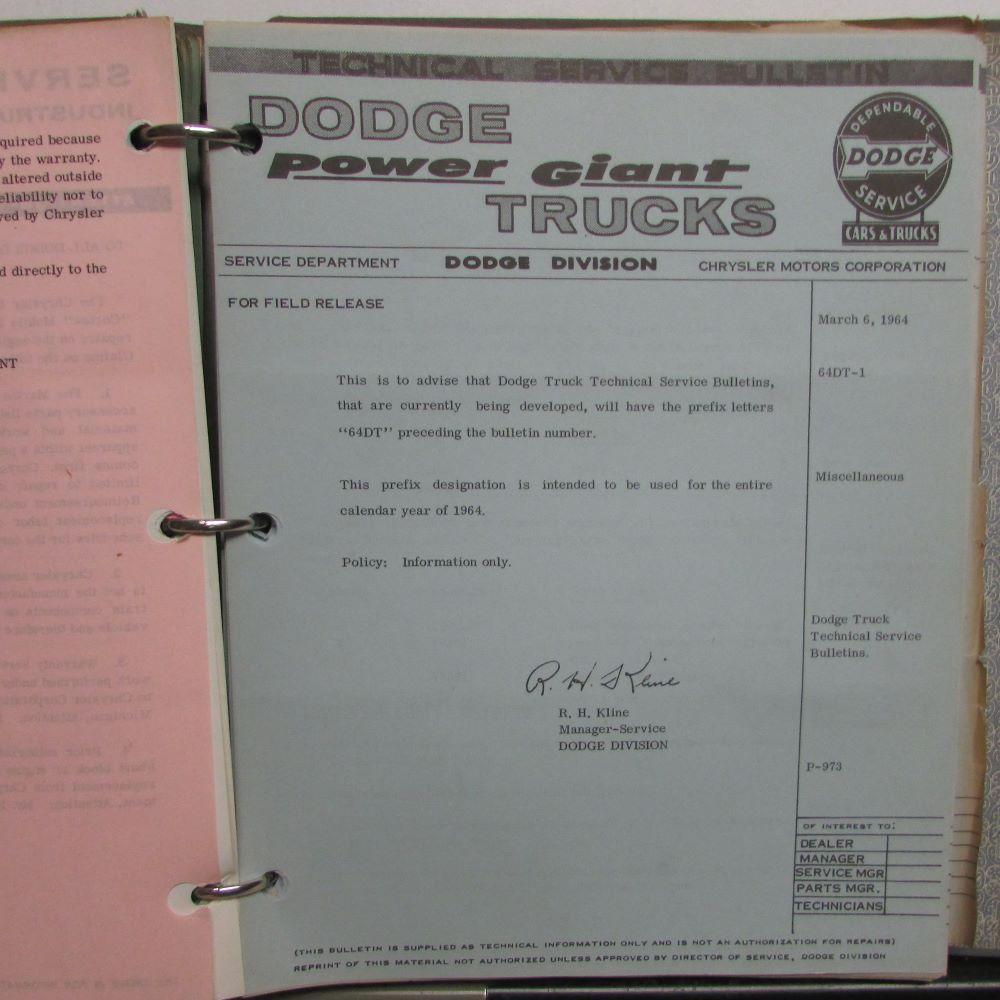 quired because
y the warranty.
altered outside
eliability nor to
ved by Chrysler
d directly to the
NT
TECHNICAL SERVICE BULLETIN
DODGE
Power Giant
TRUCKS
DEPENDABLE
DODGE
SERVICE
CARS & TRUCKS
SERVICE DEPARTMENT DODGE DIVISION CHRYSLER MOTORS CORPORATION
FOR FIELD RELEASE
March 6, 1964
64DT-1
This is to advise that Dodge Truck Technical Service Bulletins,
that are currently being developed, will have the prefix letters
“64DT” preceding the bulletin number.
Miscellaneous
This prefix designation is intended to be used for the entire
calendar year of 1964.
Policy: Information only.
Dodge Truck
Technical Service
Bulletins.
R. H. Kline
R. H. Kline
Manager-Service
DODGE DIVISION
P-973
OF INTEREST TO:
DEALER
MANAGER
SERVICE MGR
PARTS MGR.
TECHNICIANS
(THIS BULLETIN IS SUPPLIED AS TECHNICAL INFORMATION ONLY AND IS NOT AN AUTHORIZATION FOR REPAIRS)
REPRINT OF THIS MATERIAL NOT AUTHORIZED UNLESS APPROVED BY DIRECTOR OF SERVICE, DODGE DIVISION